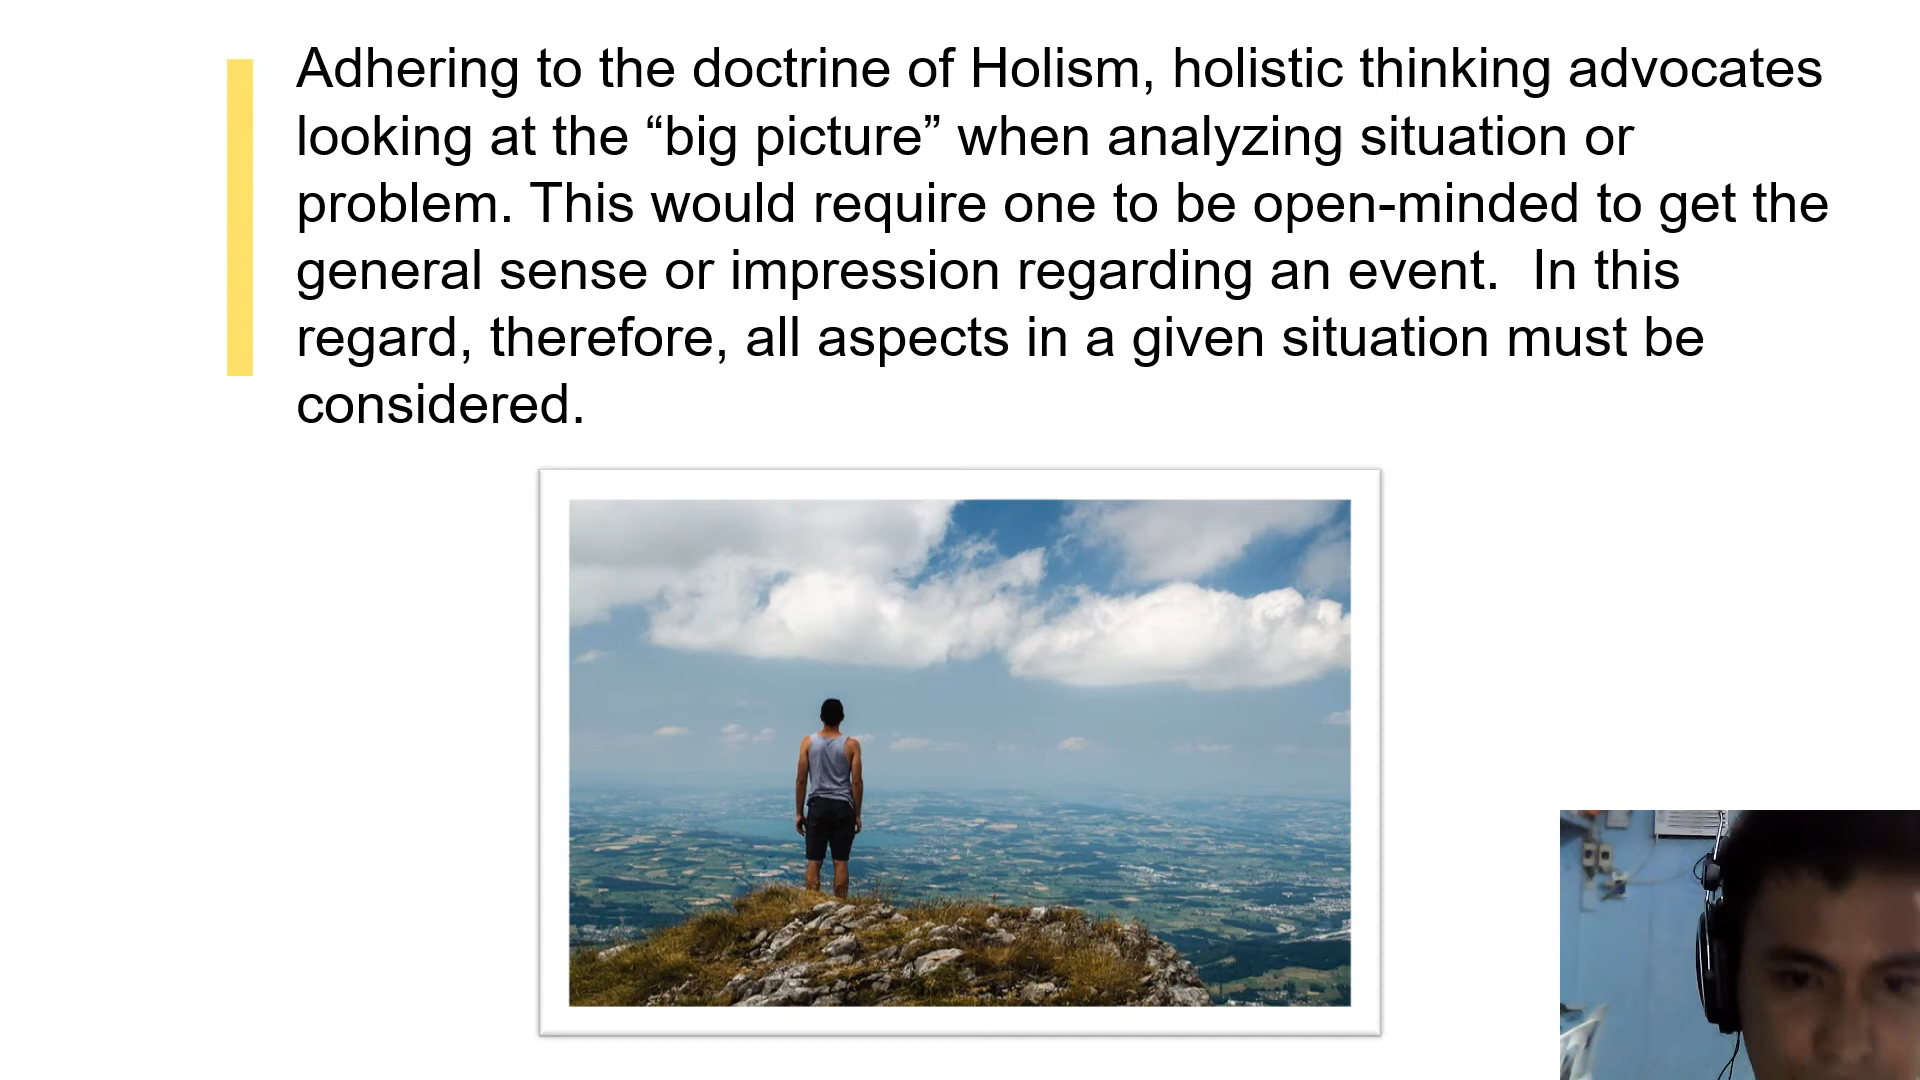 Adhering to the doctrine of Holism, holistic thinking advocates
looking at the “big picture” when analyzing situation or
problem. This would require one to be open-minded to get the
general sense or impression regarding an event.  In this
regard, therefore, all aspects in a given situation must be
considered.